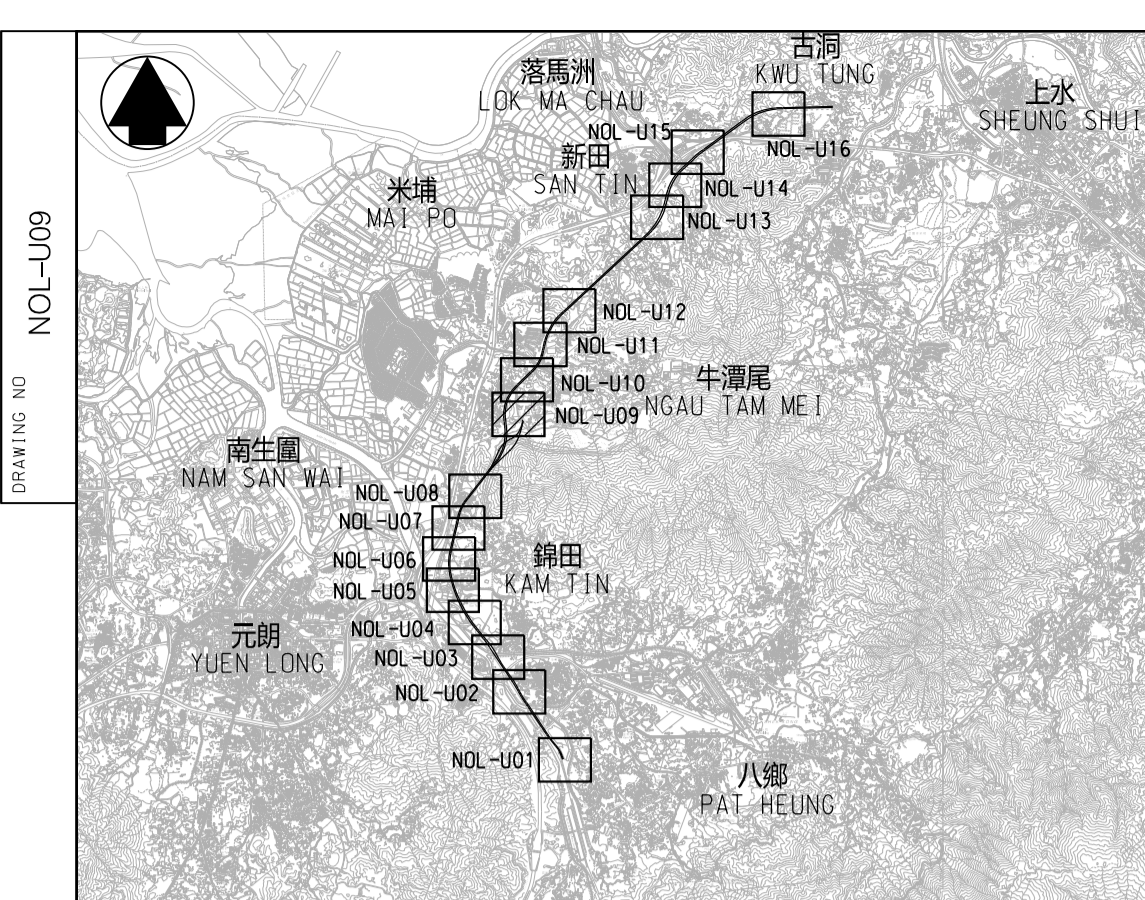 NOL-U09
DRAWING NO
古洞
KWU TUNG
落馬洲
LOK MA CHAU
上水
SHEUNG SHUI
NOL-U15
NOL-U16
新田
SAN TIN
米埔
MAI PO
NOL-U14
NOL-U13
NOL-U12
NOL-U11
NOL-U10
牛潭尾
NGAU TAM MEI
NOL-U09
南生圍
NAM SAN WAI
NOL-U08
NOL-U07
NOL-U06
錦田
KAM TIN
NOL-U05
NOL-U04
元朗
YUEN LONG
NOL-U03
NOL-U02
NOL-U01
八鄉
PAT HEUNG